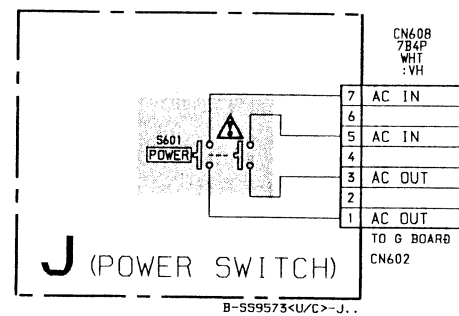 CN608
7B4P
WHT
:VH
7 AC IN
6
5 AC IN
4
3 AC OUT
2
1 AC OUT
TO G BOARD
CN602
S601
POWER
J (POWER SWITCH)
B-SS9573<U/C>-J..